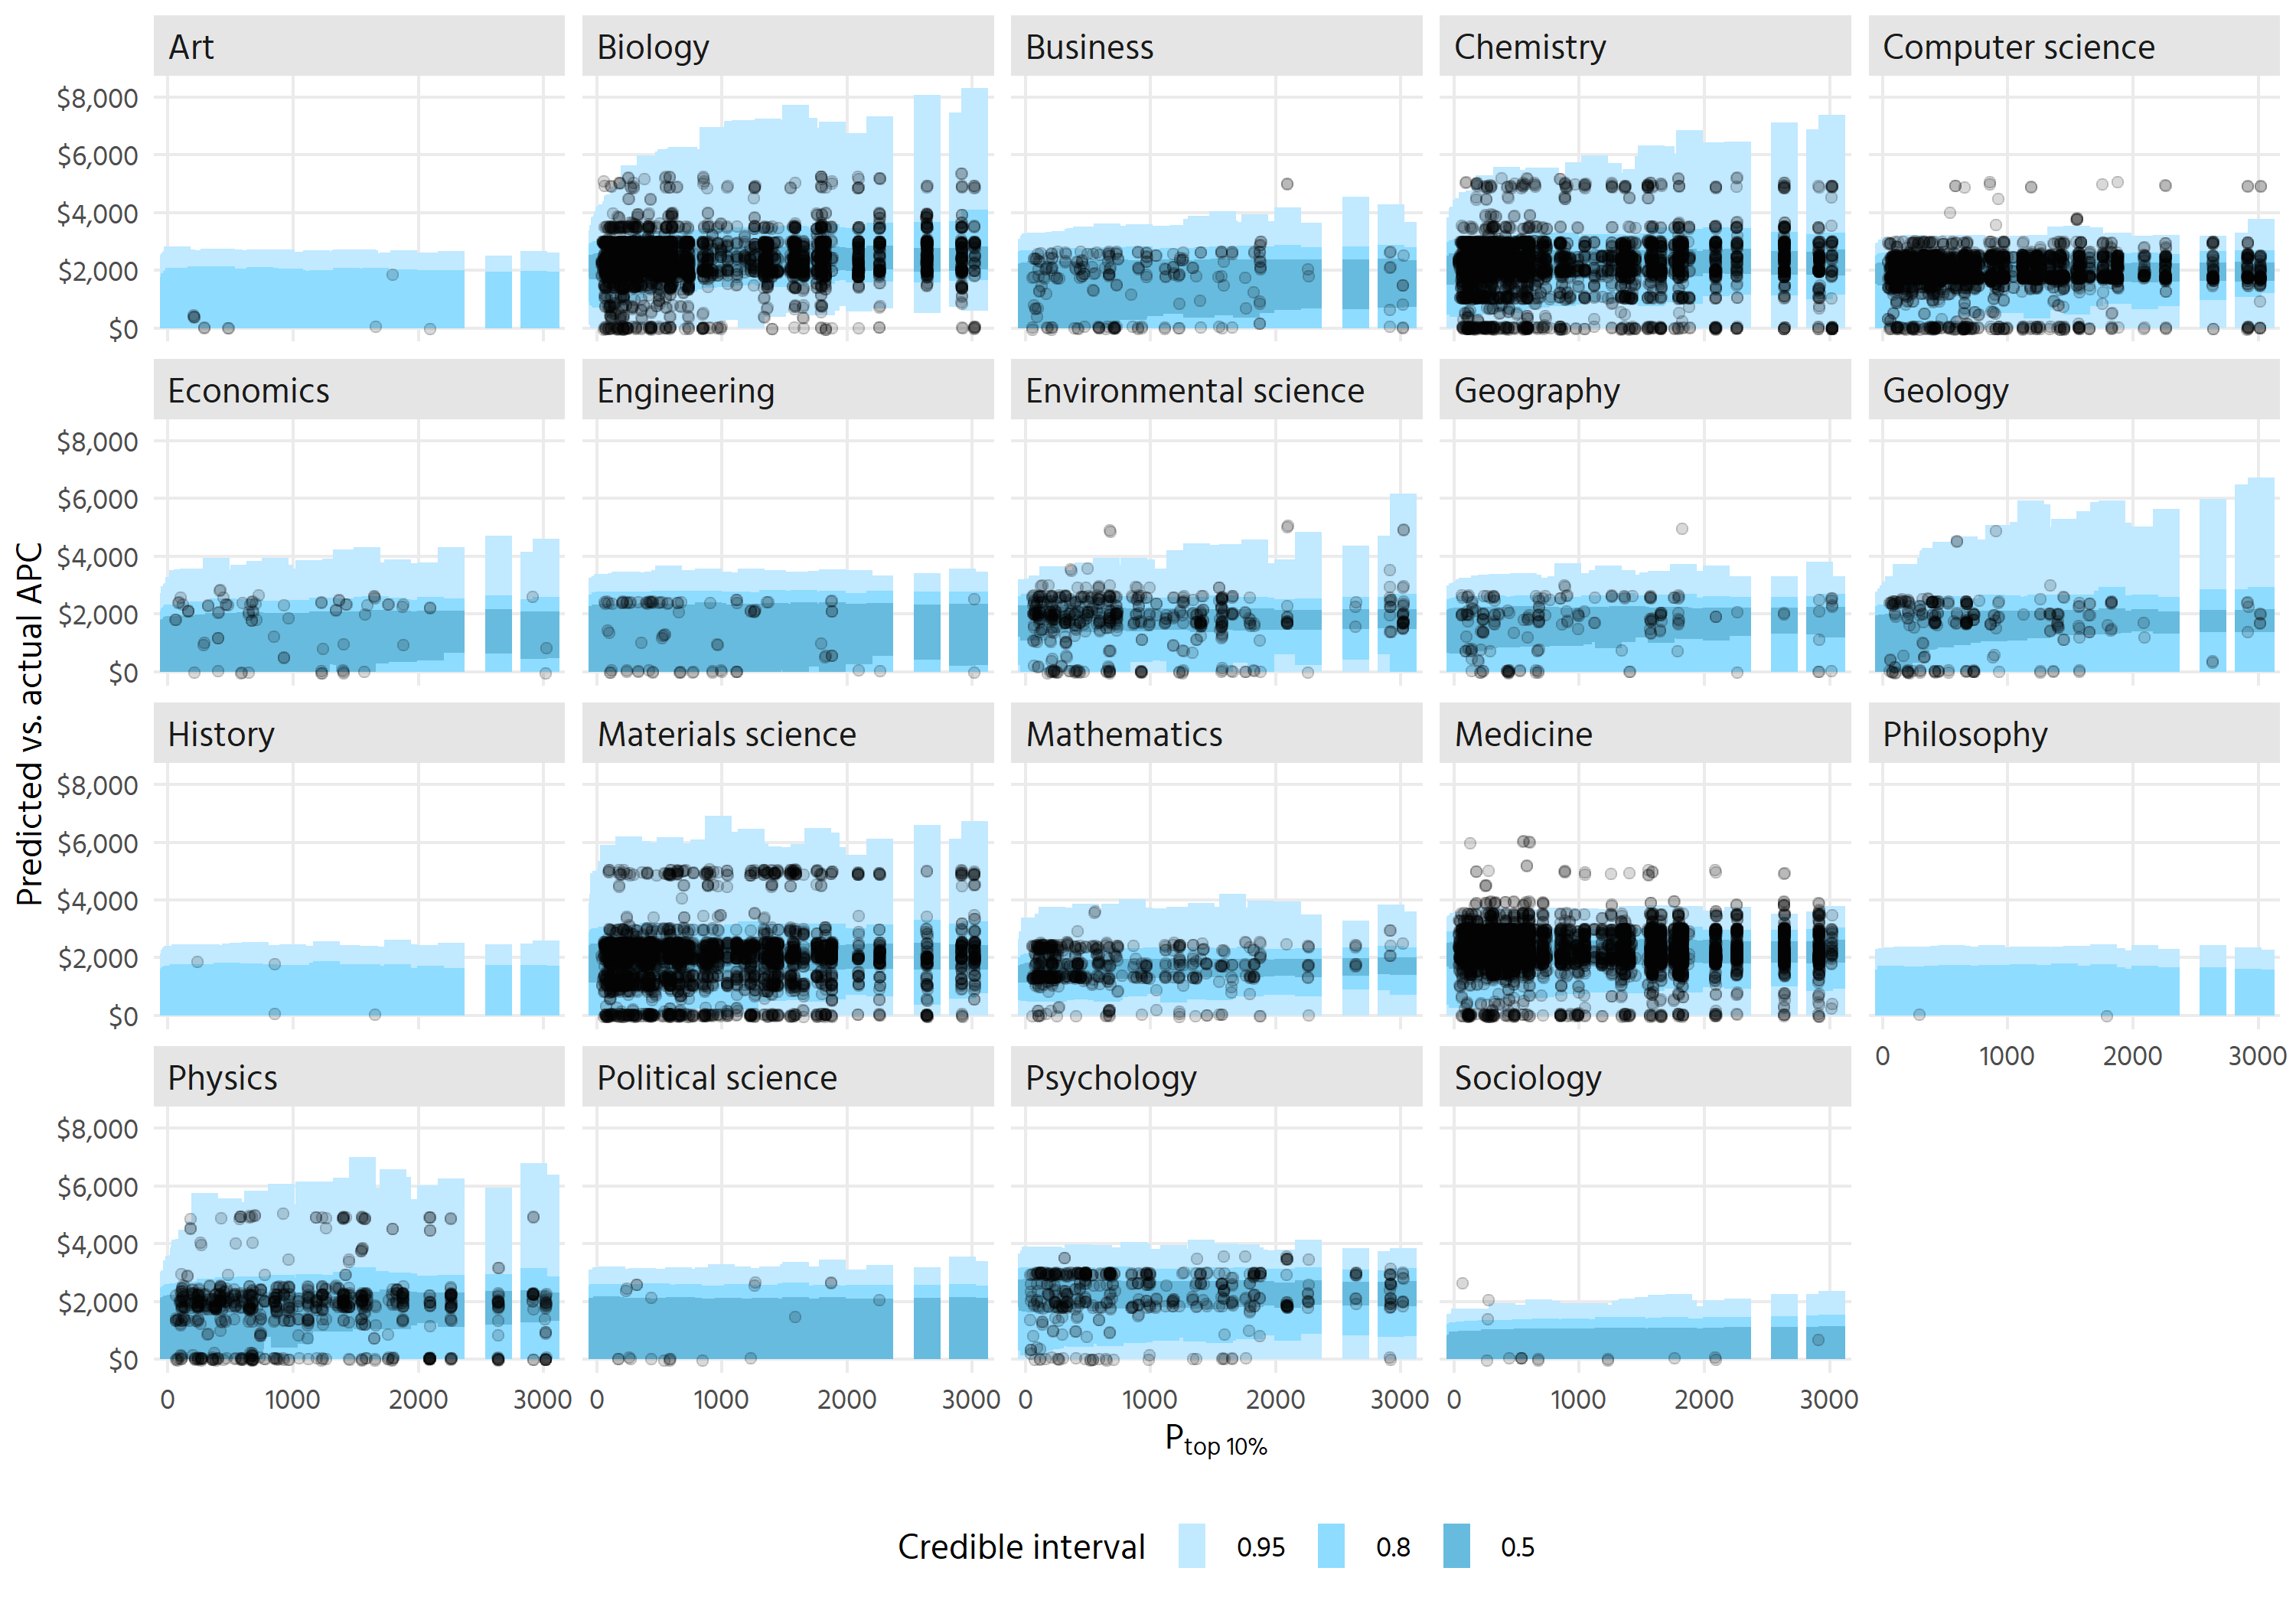 Art Biology Business Chemistry Computer science
$8,000
$6,000
$4,000
$2,000
$0
Economics Engineering Environmental science Geography Geology
$8,000
$6,000
$4,000
$2,000
$0
Predicted vs. actual APC
History Materials science Mathematics Medicine Philosophy
$8,000
$6,000
$4,000
$2,000
$0
0 1000 2000 3000
Physics Political science Psychology Sociology
$8,000
$6,000
$4,000
$2,000
$0
0 1000 2000 3000 0 1000 2000 3000 0 1000 2000 3000 0 1000 2000 3000
P top 10%
Credible interval 0.95 0.8 0.5